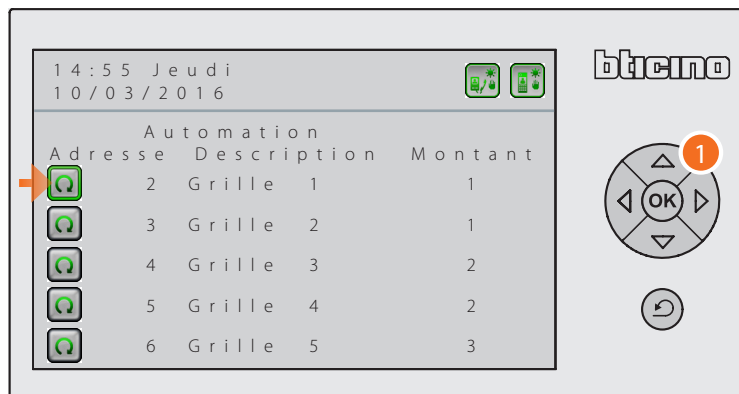 14:55 Jeudi
10/03/2016
bticino
Automation
Adresse Description Montant
1
2 Grille 1 1
3 Grille 2 1
4 Grille 3 2
OK
5 Grille 4 2
6 Grille 5 3